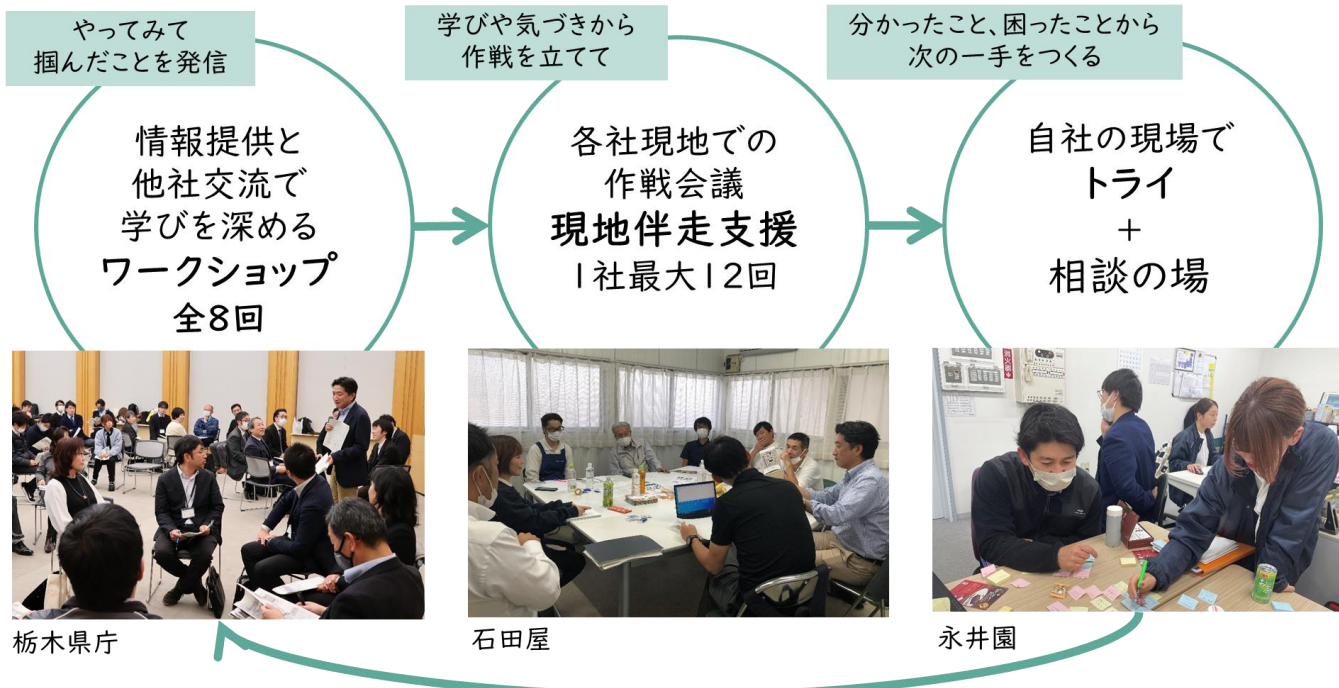 やってみて
掴んだことを発信
情報提供と
他社交流で
学びを深める
ワークショップ
全8回
栃木県庁
学びや気づきから
作戦を立てて
各社現地での
作戦会議
現地伴走支援
1社最大12回
石田屋
分かったこと、困ったことから
次の一手をつくる
自社の現場で
トライ
+
相談の場
永井園